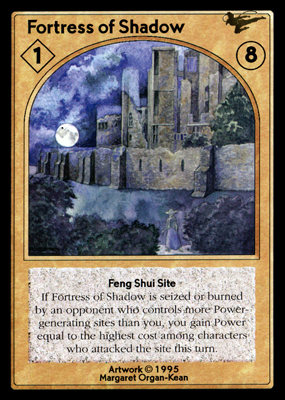 Fortress of Shadow
1
8
Feng Shui Site
If Fortress of Shadow is seized or burned
by an opponent who controls more Power-
generating sites than you, you gain Power
equal to the highest cost among characters
who attacked the site this turn.
Artwork © 1995
Margaret Organ-Kean